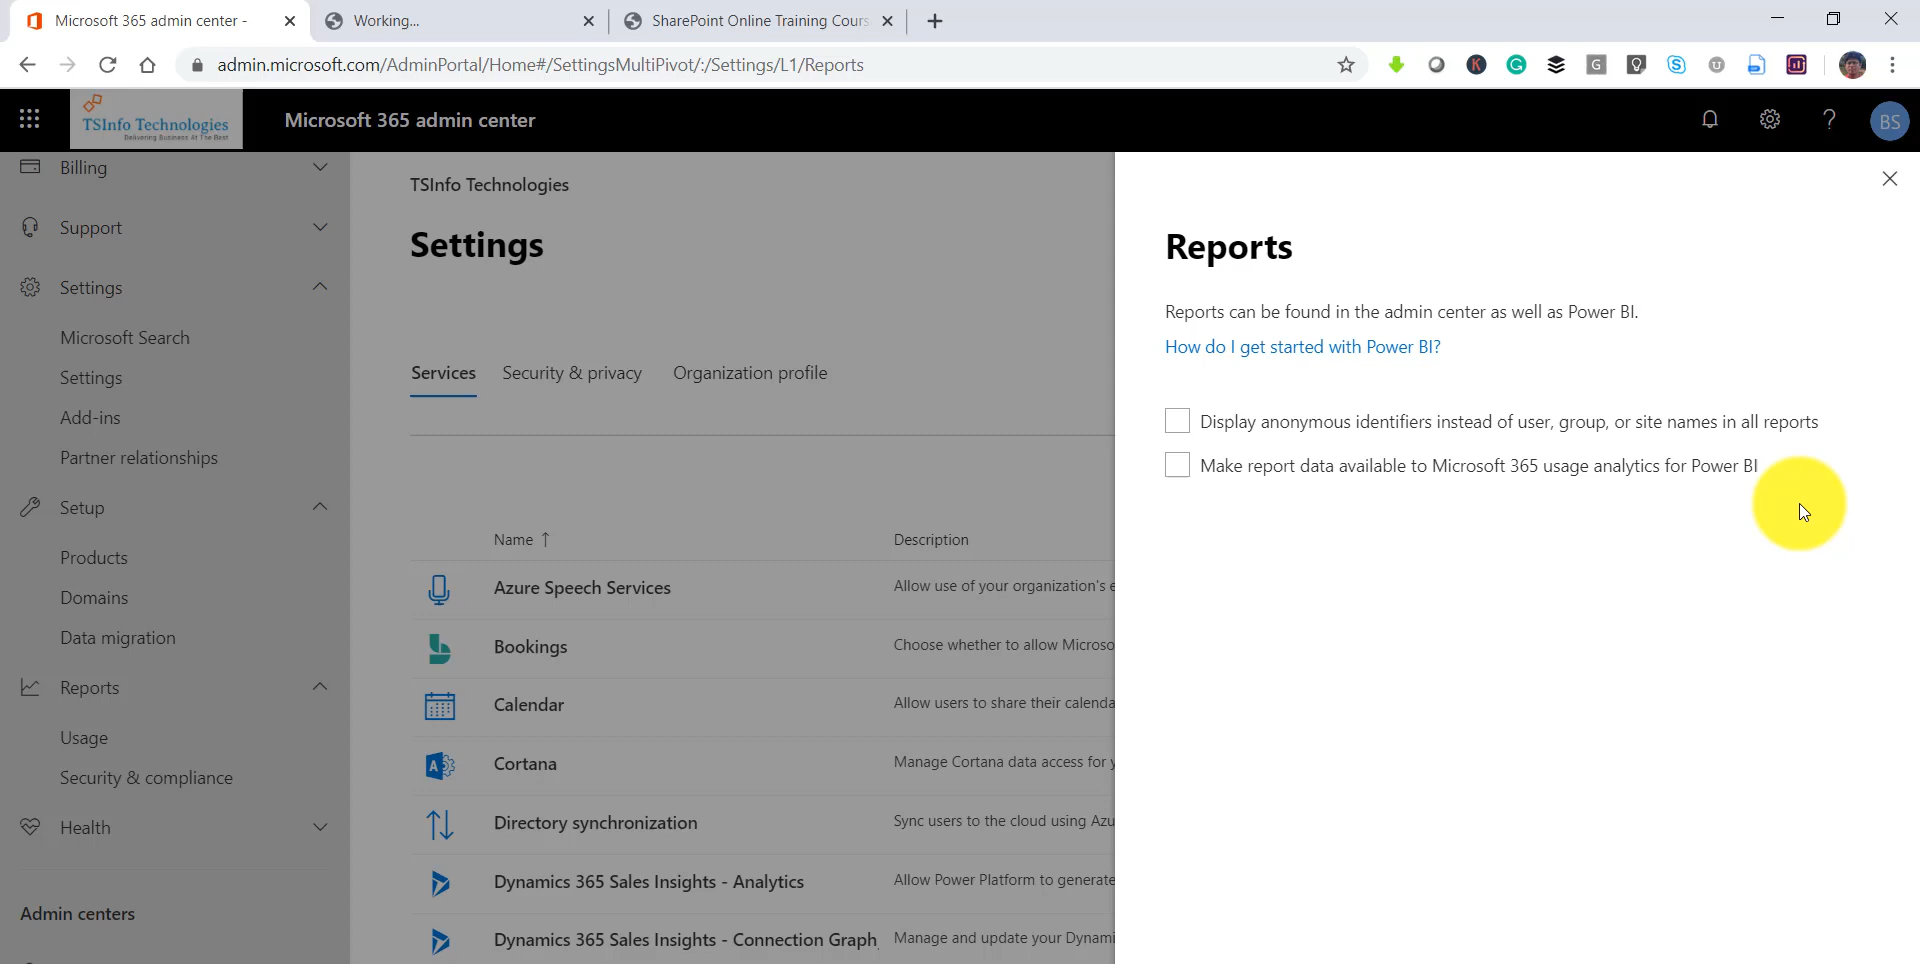 Microsoft 365 admin center -
Working...
SharePoint Online Training Cours
admin.microsoft.com/AdminPortal/Home#/SettingsMultiPivot/:/Settings/L1/Reports
TSInfo Technologies
Delivering Business At The Best
Microsoft 365 admin center
BS
Billing
Support
Settings
Microsoft Search
Settings
Add-ins
Partner relationships
Setup
Products
Domains
Data migration
Reports
Usage
Security & compliance
Health
Admin centers
TSInfo Technologies
Settings
Services Security & privacy Organization profile
Name ↑ Description
Azure Speech Services Allow use of your organization's e
Bookings Choose whether to allow Microso
Calendar Allow users to share their calenda
Cortana Manage Cortana data access for y
Directory synchronization Sync users to the cloud using Azu
Dynamics 365 Sales Insights - Analytics Allow Power Platform to generate
Dynamics 365 Sales Insights - Connection Graph Manage and update your Dynami
Reports
Reports can be found in the admin center as well as Power BI.
How do I get started with Power BI?
Display anonymous identifiers instead of user, group, or site names in all reports
Make report data available to Microsoft 365 usage analytics for Power BI